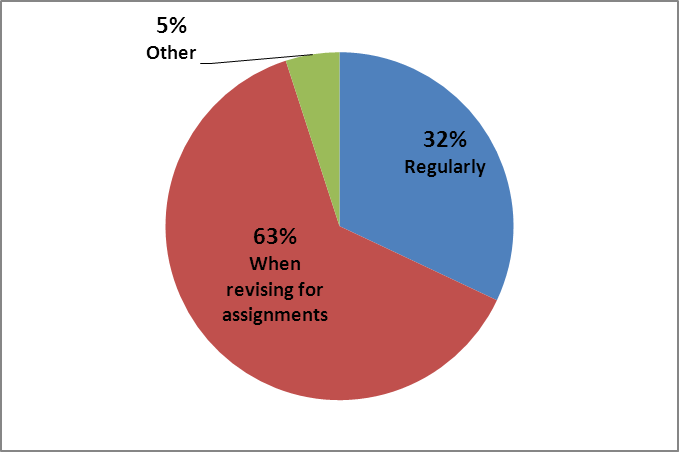 5%
Other
32%
Regularly
63%
When
revising for
assignments